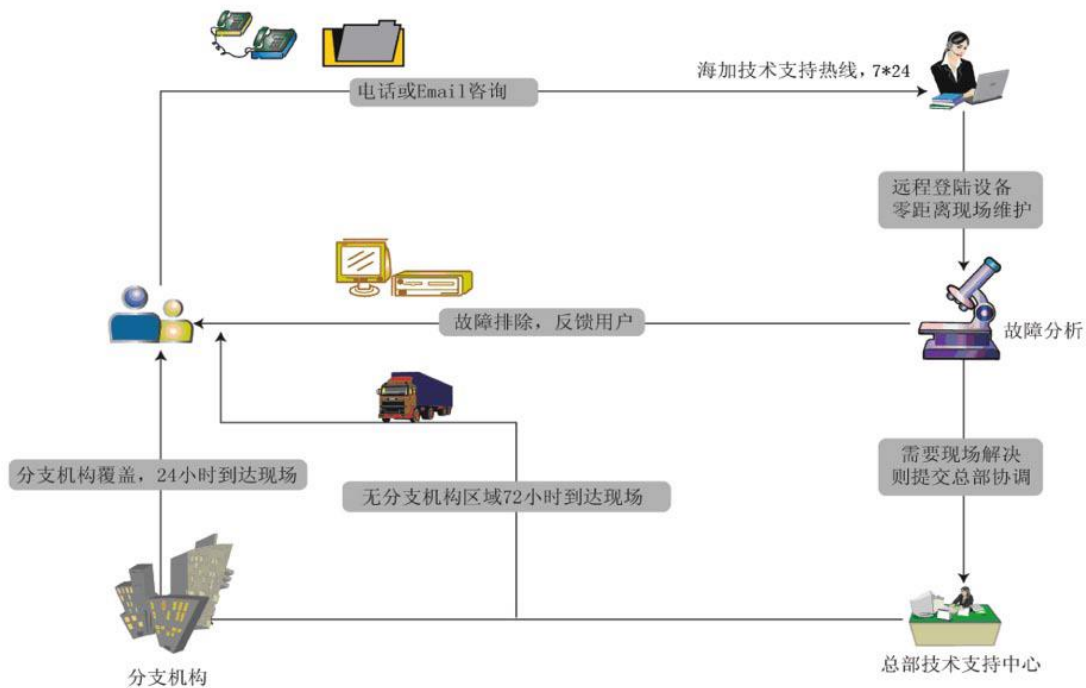 海加技术支持热线，7*24
电话或Email咨询
远程登陆设备
零距离现场维护
故障排除，反馈用户
故障分析
分支机构覆盖，24小时到达现场
需要现场解决
则提交总部协调
无分支机构区域72小时到达现场
分支机构
总部技术支持中心